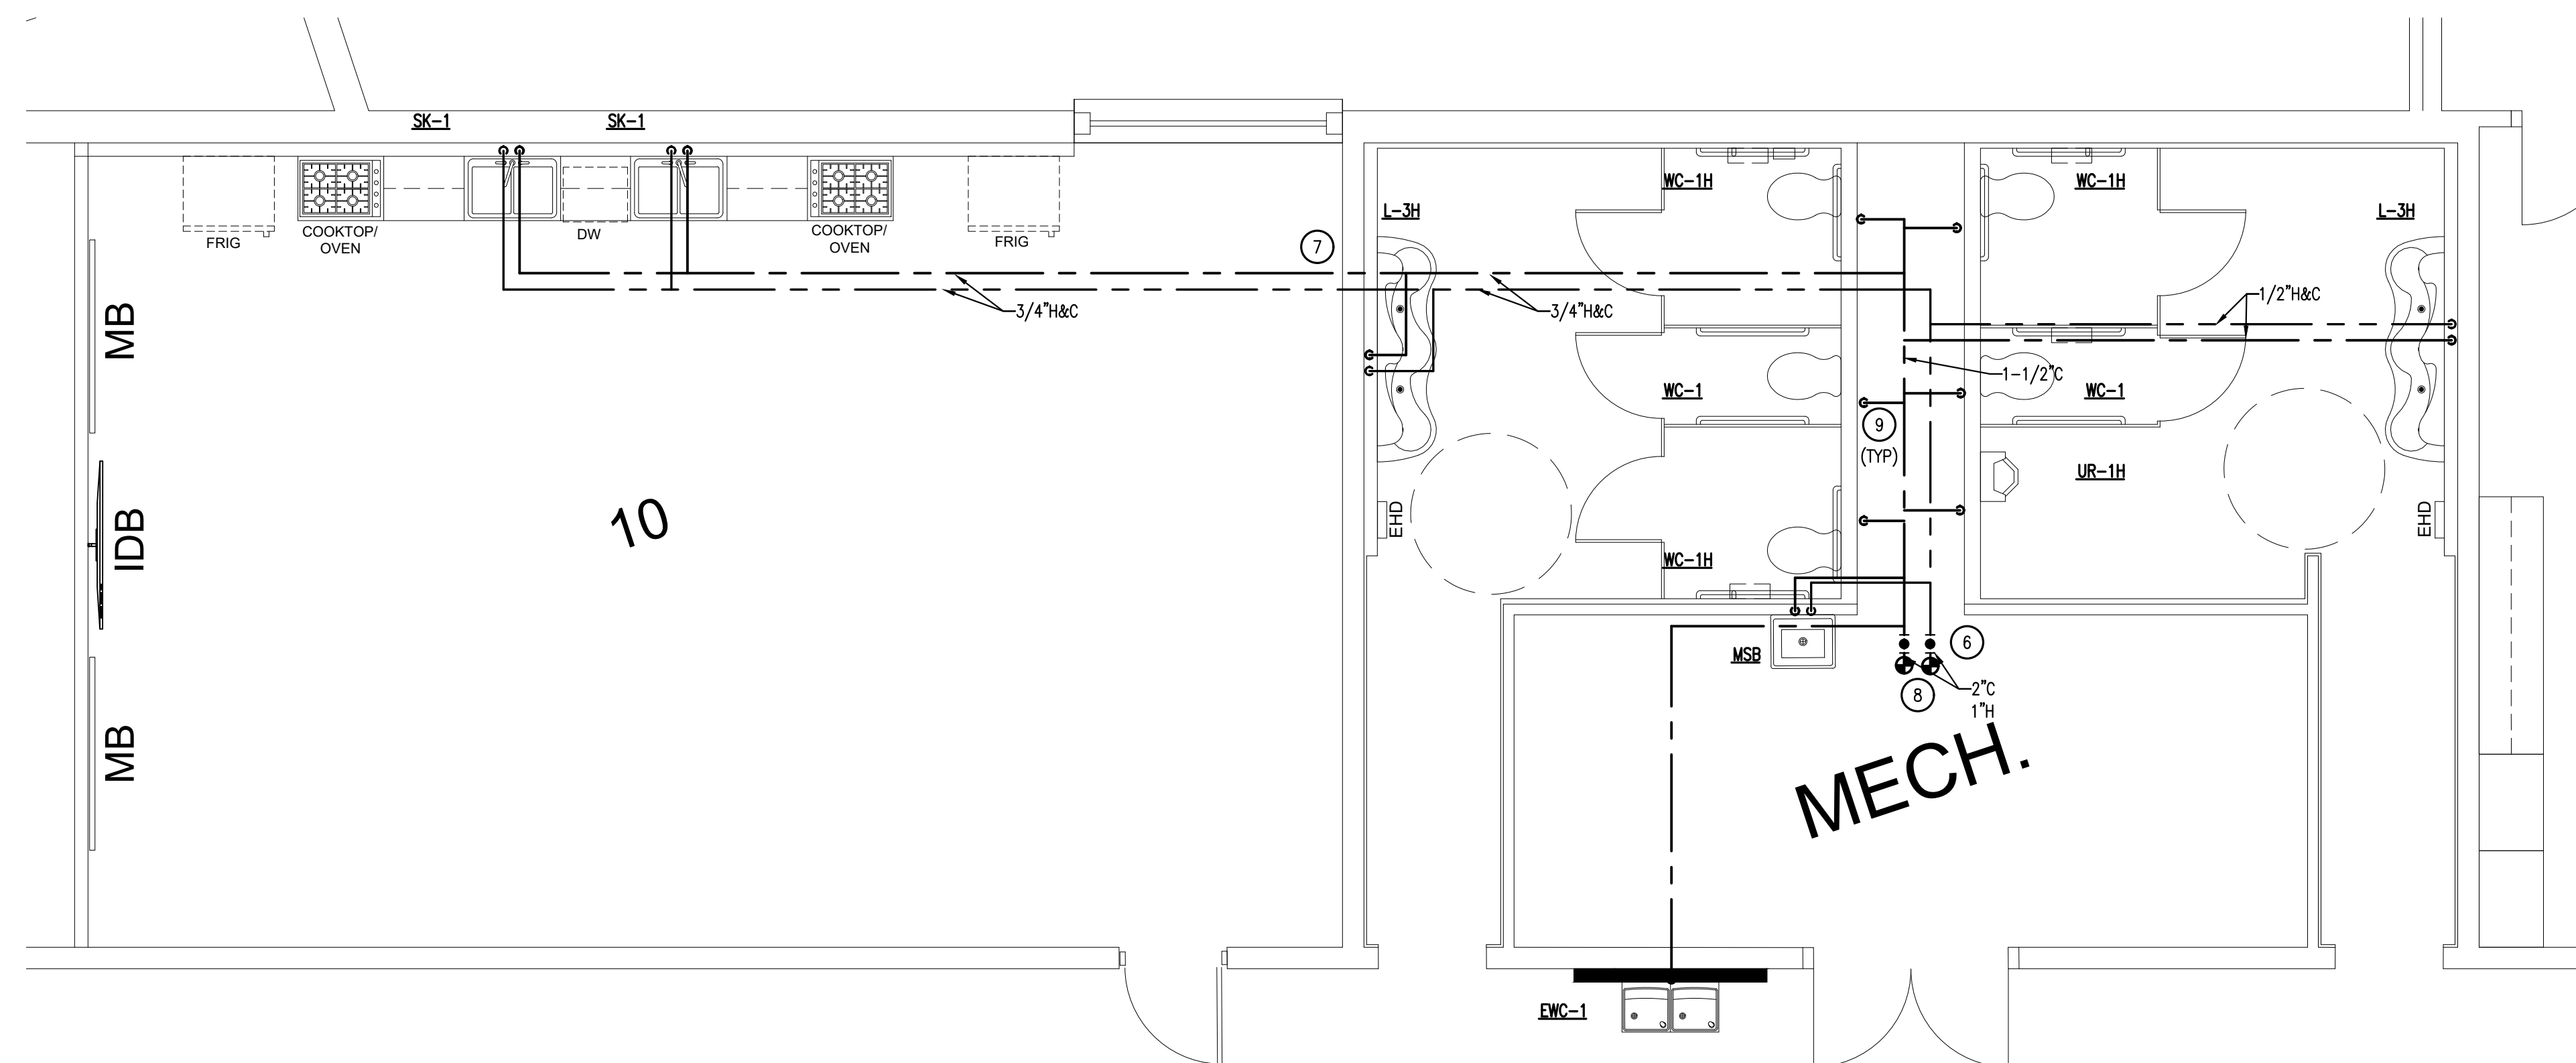 SK-1
SK-1
WC-1H
WC-1H
L-3H
L-3H
FRIG
COOKTOP/
OVEN
DW
COOKTOP/
OVEN
FRIG
7
3/4"H&C
3/4"H&C
1/2"H&C
MB
1-1/2"C
WC-1
WC-1
9
(TYP)
UR-1H
IDB
10
EHD
EHD
WC-1H
MSB
6
8
2"C
1"H
MB
MECH.
EWC-1